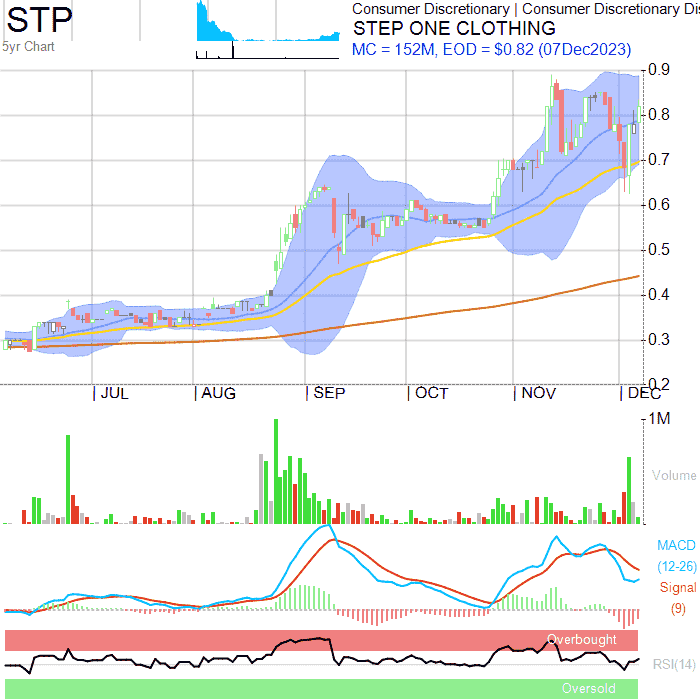 STP
5yr Chart
Consumer Discretionary | Consumer Discretionary Dis
STEP ONE CLOTHING
MC = 152M, EOD = $0.82 (07Dec2023)
0.9
0.8
0.7
0.6
0.5
0.4
0.3
0.2
JUL AUG SEP OCT NOV DEC
1M
Volume
MACD
(12-26)
Signal
(9)
Overbought
RSI(14)
Oversold